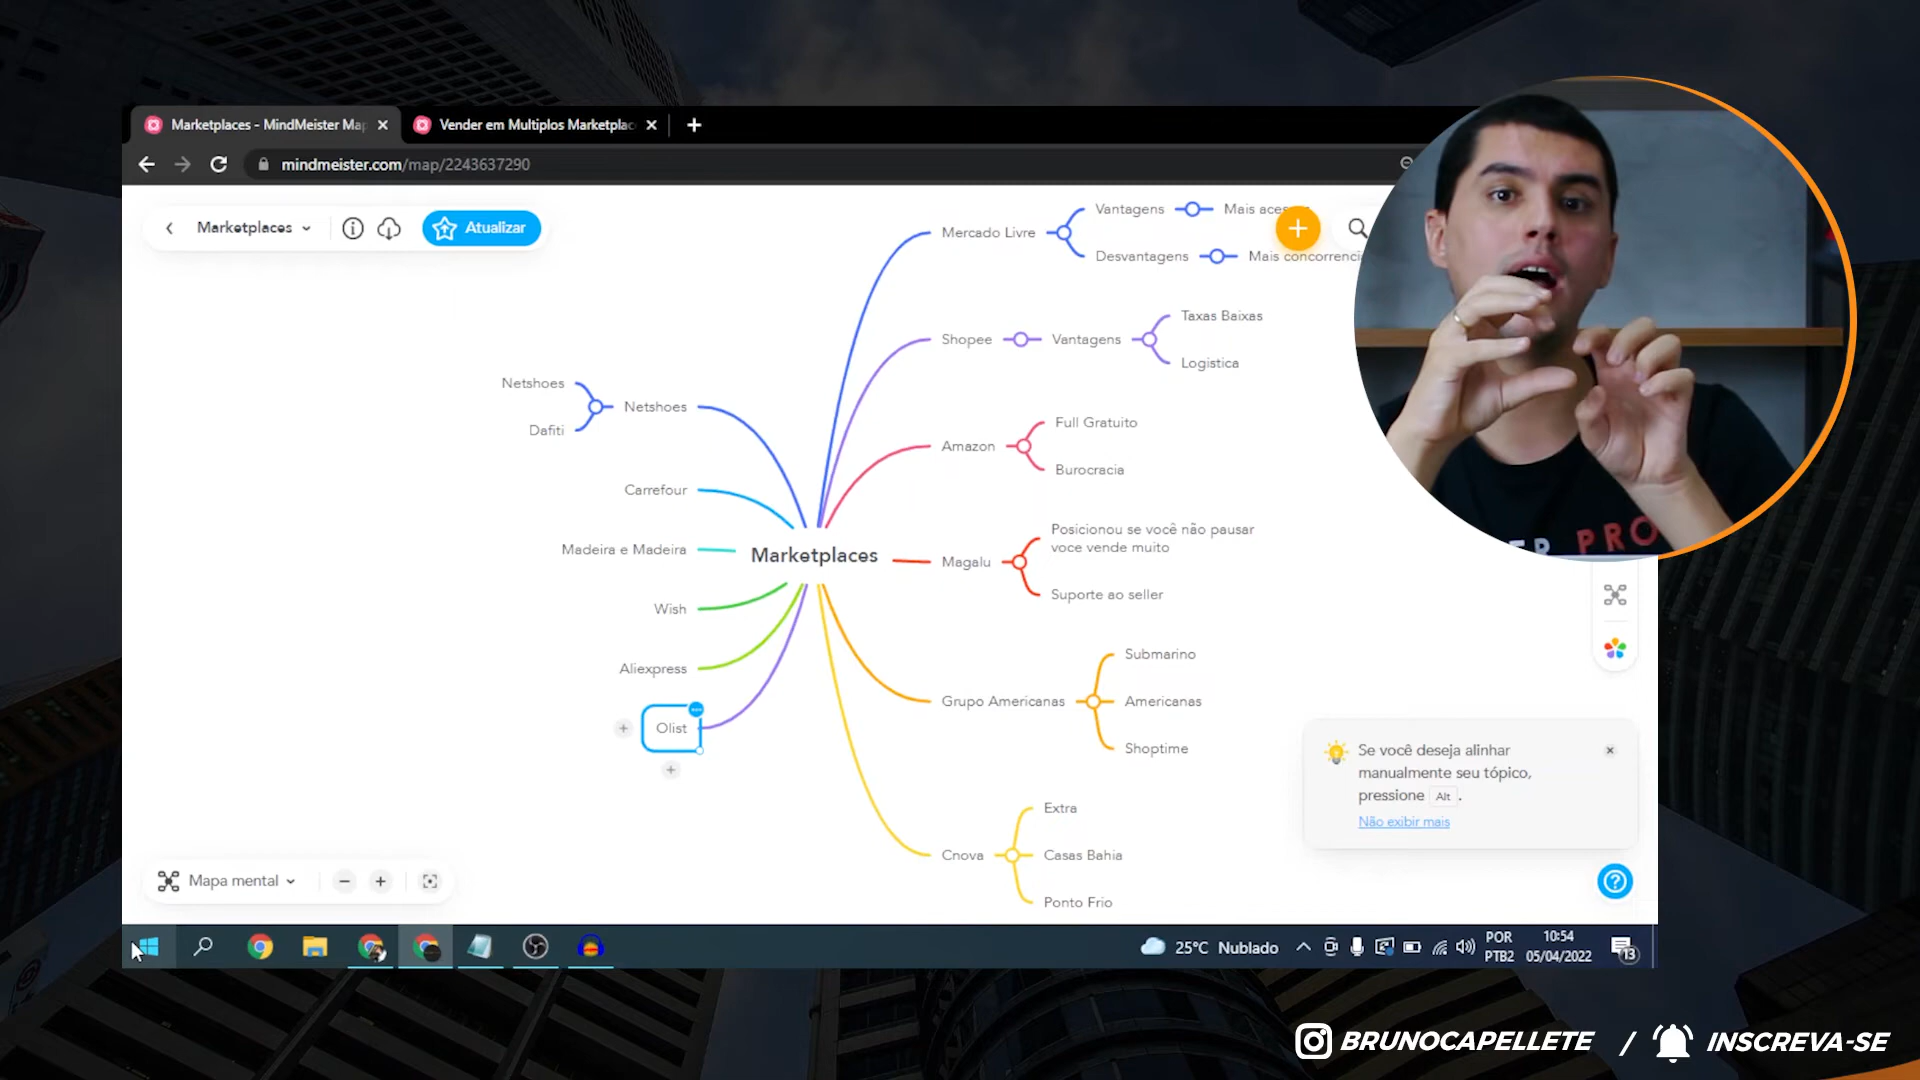 Marketplaces - MindMeister Map
Vender em Multiplos Marketplac
mindmeister.com/map/2243637290
Marketplaces
Atualizar
Mercado Livre
Vantagens
Mais aces
Desvantagens
Mais concorrenci
Shopee
Vantagens
Taxas Baixas
Logistica
Netshoes
Netshoes
Dafiti
Amazon
Full Gratuito
Burocracia
Carrefour
Madeira e Madeira
Marketplaces
Magalu
Posicionou se você não pausar
voce vende muito
Suporte ao seller
Wish
Aliexpress
Olist
Grupo Americanas
Submarino
Americanas
Shoptime
Cnova
Extra
Casas Bahia
Ponto Frio
Se você deseja alinhar
manualmente seu tópico,
pressione Alt .
Não exibir mais
Mapa mental
25°C Nublado
POR
PTB2
10:54
05/04/2022
13
ER PRO
BRUNOCAPELLETE / INSCREVA-SE